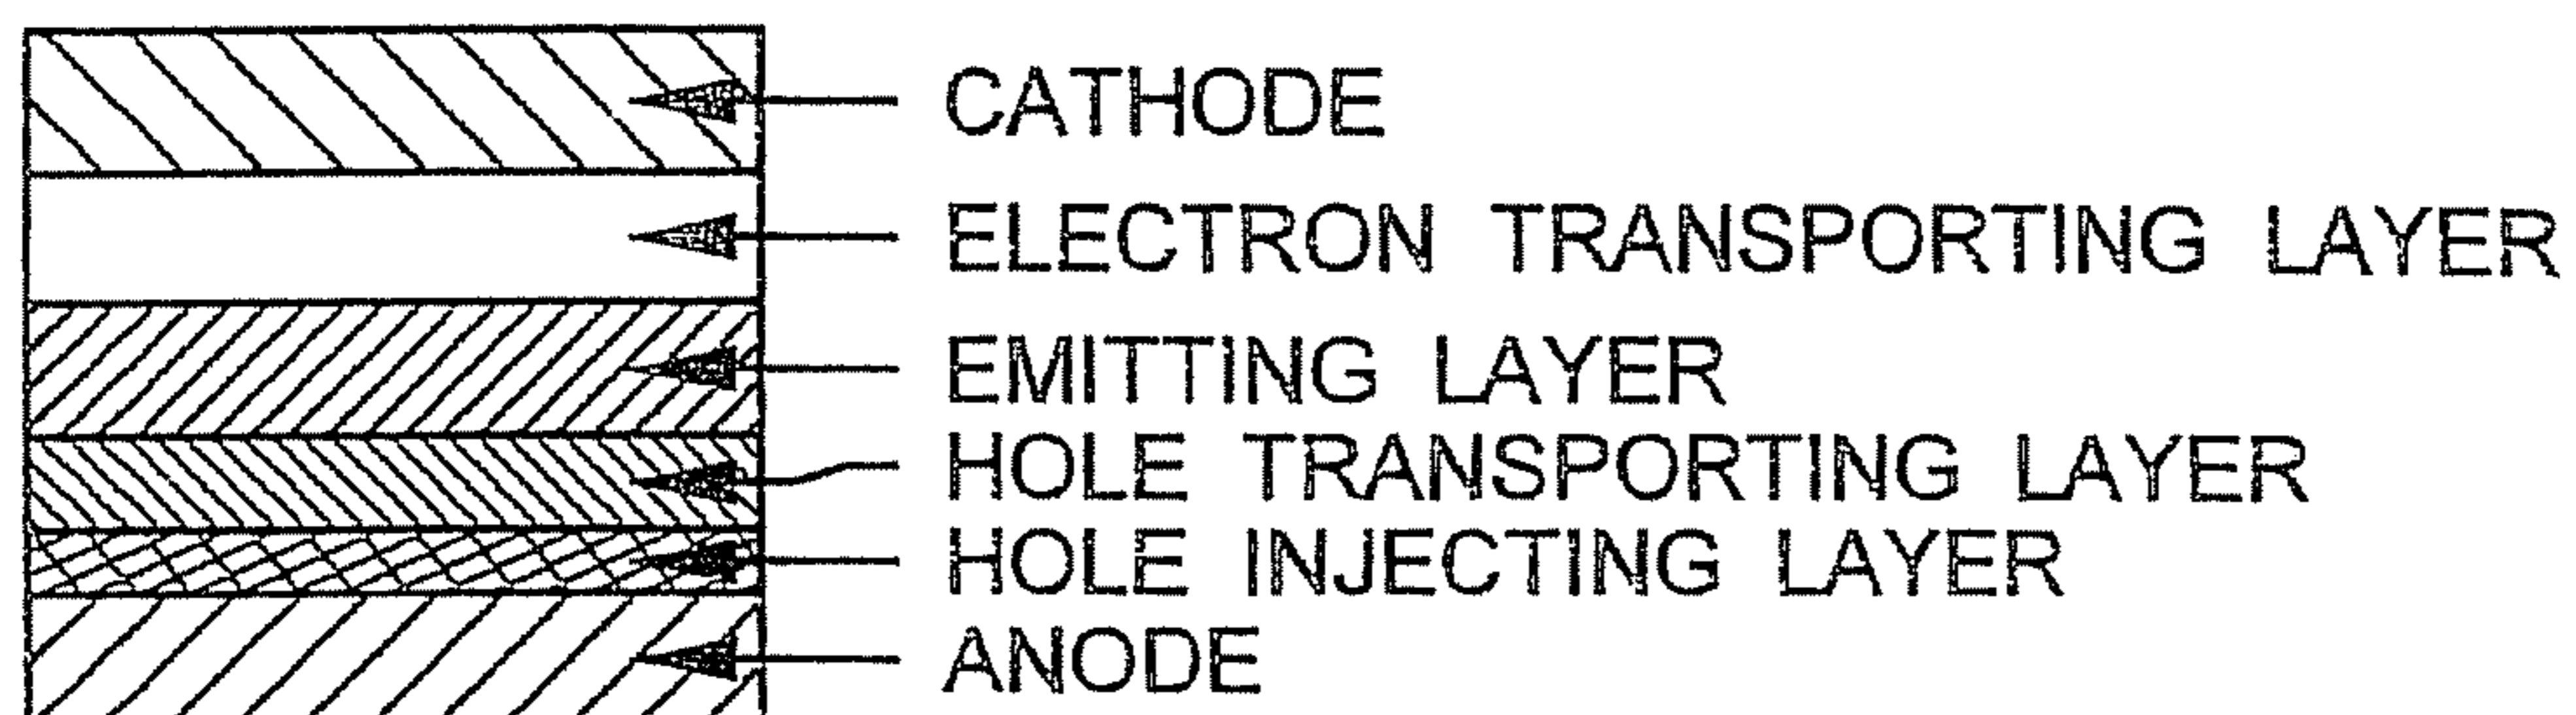 CATHODE
ELECTRON TRANSPORTING LAYER
EMITTING LAYER
HOLE TRANSPORTING LAYER
HOLE INJECTING LAYER
ANODE